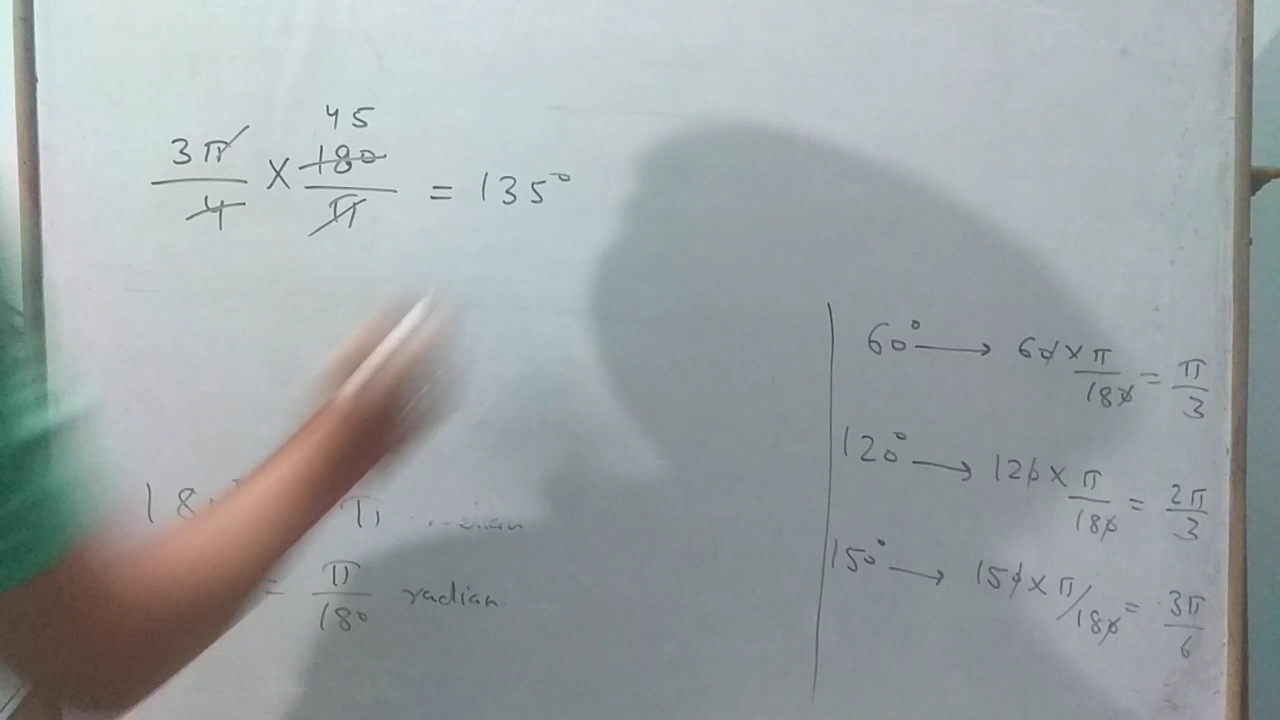 45
3π/4 × 180/π = 135°
60° → 60 × π/180 = π/3
120° → 120 × π/180 = 2π/3
150° → 150 × π/180 = 3π/6
π
= π/180 radian